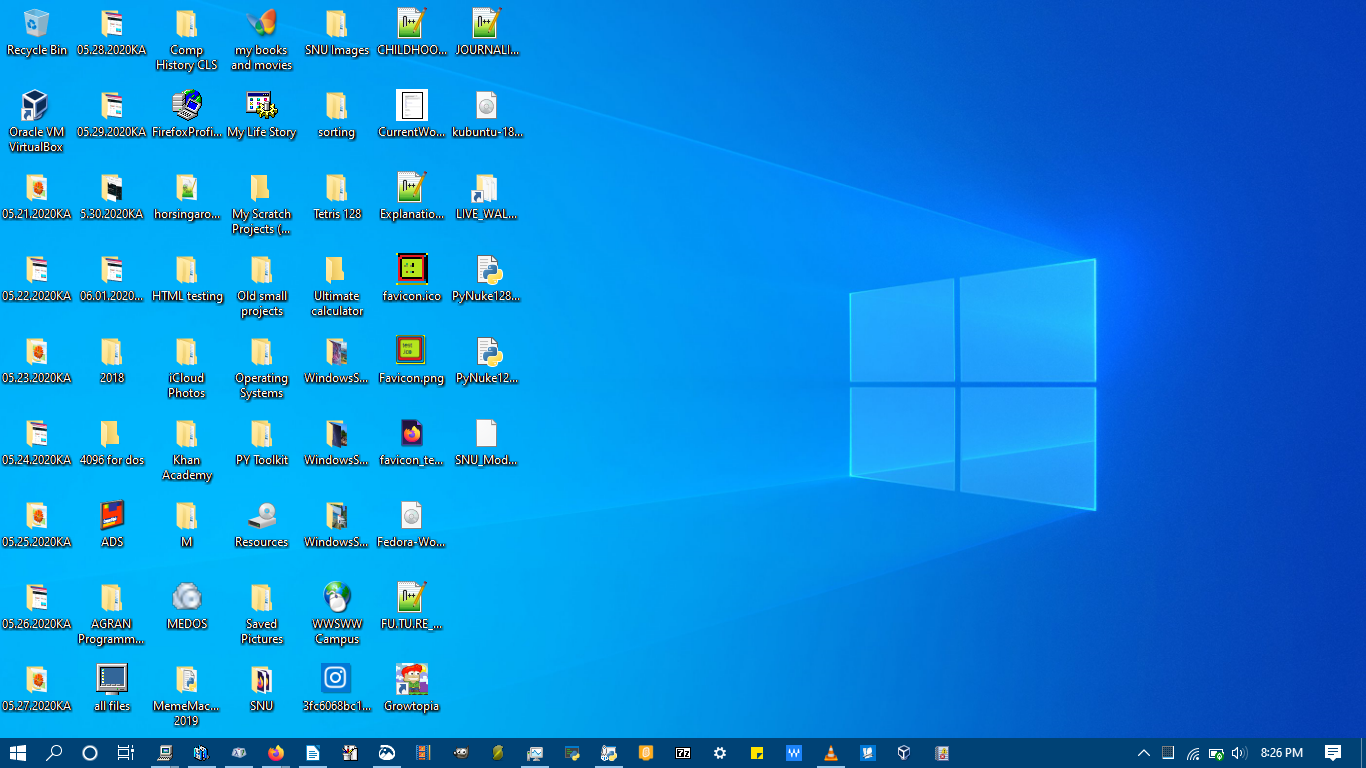 Recycle Bin
05.28.2020KA
Comp
History CLS
my books
and movies
SNU Images
CHILDHOO...
JOURNALI...
Oracle VM
VirtualBox
05.29.2020KA
FirefoxProfi...
My Life Story
sorting
CurrentWo...
kubuntu-18...
05.21.2020KA
5.30.2020KA
horsingaro...
My Scratch
Projects (...
Tetris 128
Explanatio...
LIVE_WAL...
05.22.2020KA
06.01.2020...
HTML testing
Old small
projects
Ultimate
calculator
favicon.ico
PyNuke128...
05.23.2020KA
2018
iCloud
Photos
Operating
Systems
WindowsS...
Favicon.png
PyNuke12...
05.24.2020KA
4096 for dos
Khan
Academy
PY Toolkit
WindowsS...
favicon_te...
SNU_Mod...
05.25.2020KA
ADS
M
Resources
WindowsS...
Fedora-Wo...
05.26.2020KA
AGRAN
Programm...
MEDOS
Saved
Pictures
WWSWW
Campus
FU.TU.RE_...
05.27.2020KA
all files
MemeMac...
2019
SNU
3fc6068bc1...
Growtopia
8:26 PM